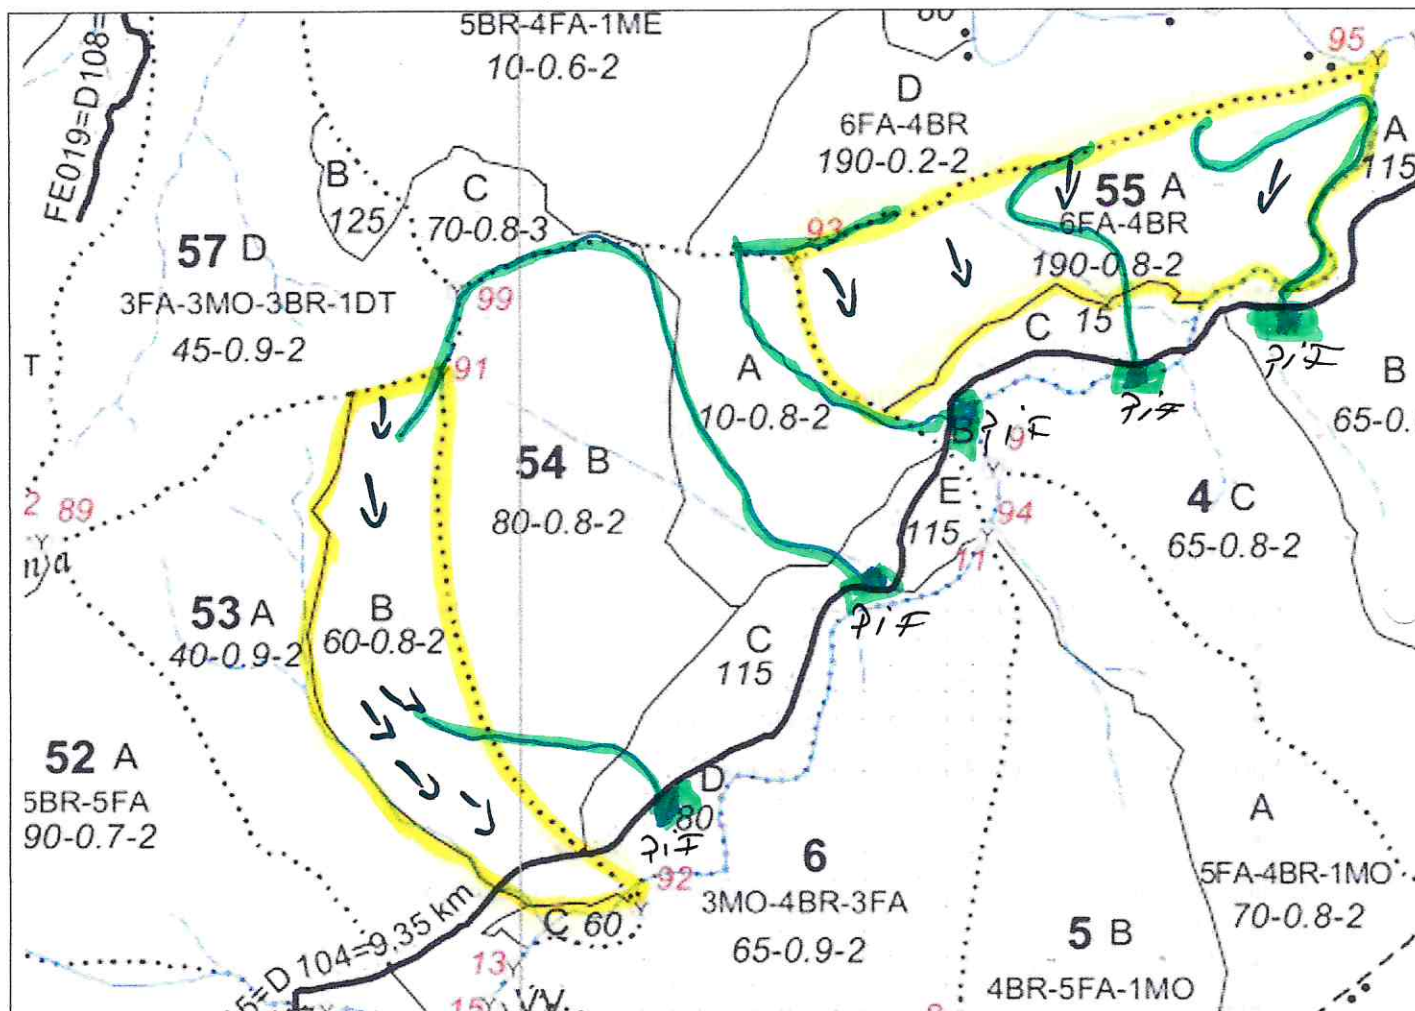 5BR-4FA-1ME
10-0.6-2
FE019=D108=
95
D
6FA-4BR
190-0.2-2
A
115
B
125
C
70-0.8-3
55 A
6FA-4BR
190-0.8-2
93
57 D
3FA-3MO-3BR-1DT
45-0.9-2
99
C
15
P.i.F
T
91
A
10-0.8-2
B
65-0.
P.i.F
B
P.i.F
9
54 B
80-0.8-2
E
115
94
4 C
65-0.8-2
2 89
11
53 A
40-0.9-2
B
60-0.8-2
P.i.F
C
115
52 A
5BR-5FA
90-0.7-2
D
80
P.i.F
A
5FA-4BR-1MO
70-0.8-2
92
6
3MO-4BR-3FA
65-0.9-2
5=D 104=9,35 km
C 60
13
5 B
4BR-5FA-1MO
15